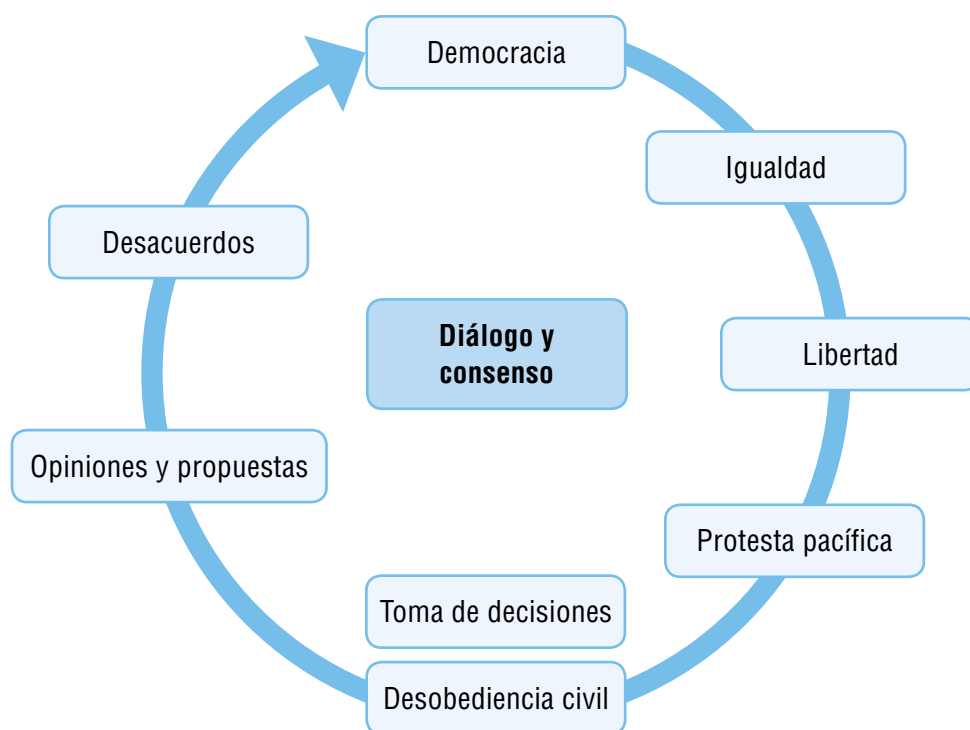 Democracia
Igualdad
Desacuerdos
Diálogo y
consenso
Libertad
Opiniones y propuestas
Protesta pacífica
Toma de decisiones
Desobediencia civil